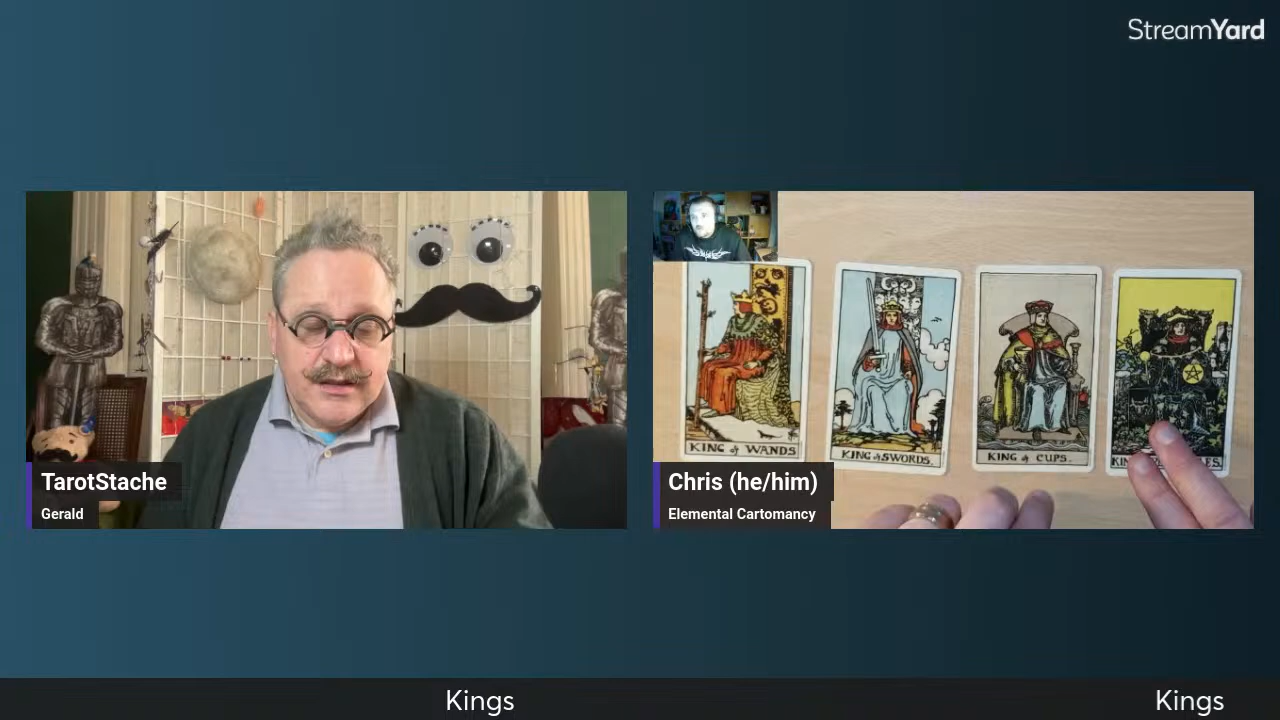 StreamYard
TarotStache
Gerald
Chris (he/him)
Elemental Cartomancy
KING of WANDS
KING of SWORDS.
KING of CUPS.
Kings
Kings